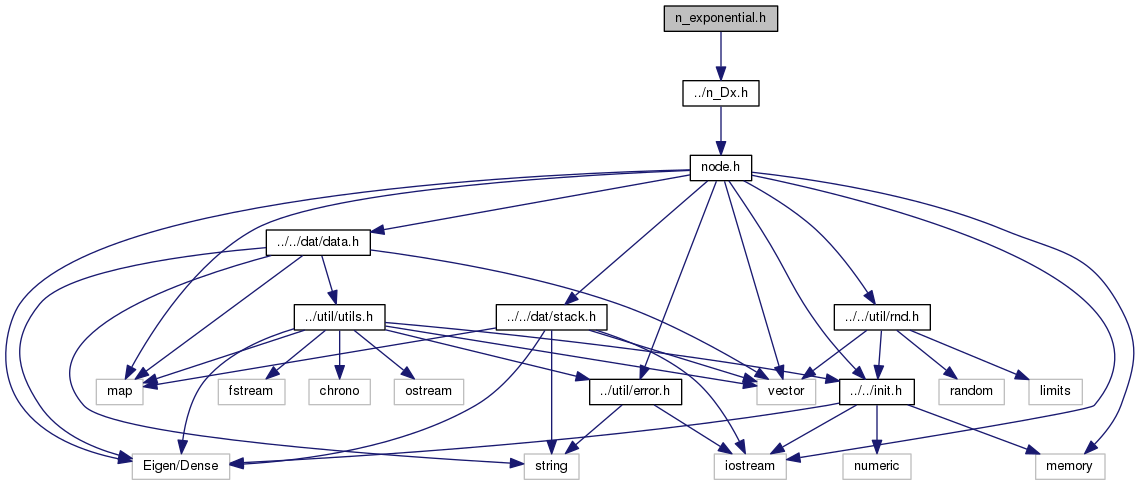 n_exponential.h
../n_Dx.h
node.h
../../dat/data.h
../util/utils.h
../../dat/stack.h
../../util/rnd.h
map
fstream
chrono
ostream
../util/error.h
vector
../../init.h
random
limits
Eigen/Dense
string
iostream
numeric
memory